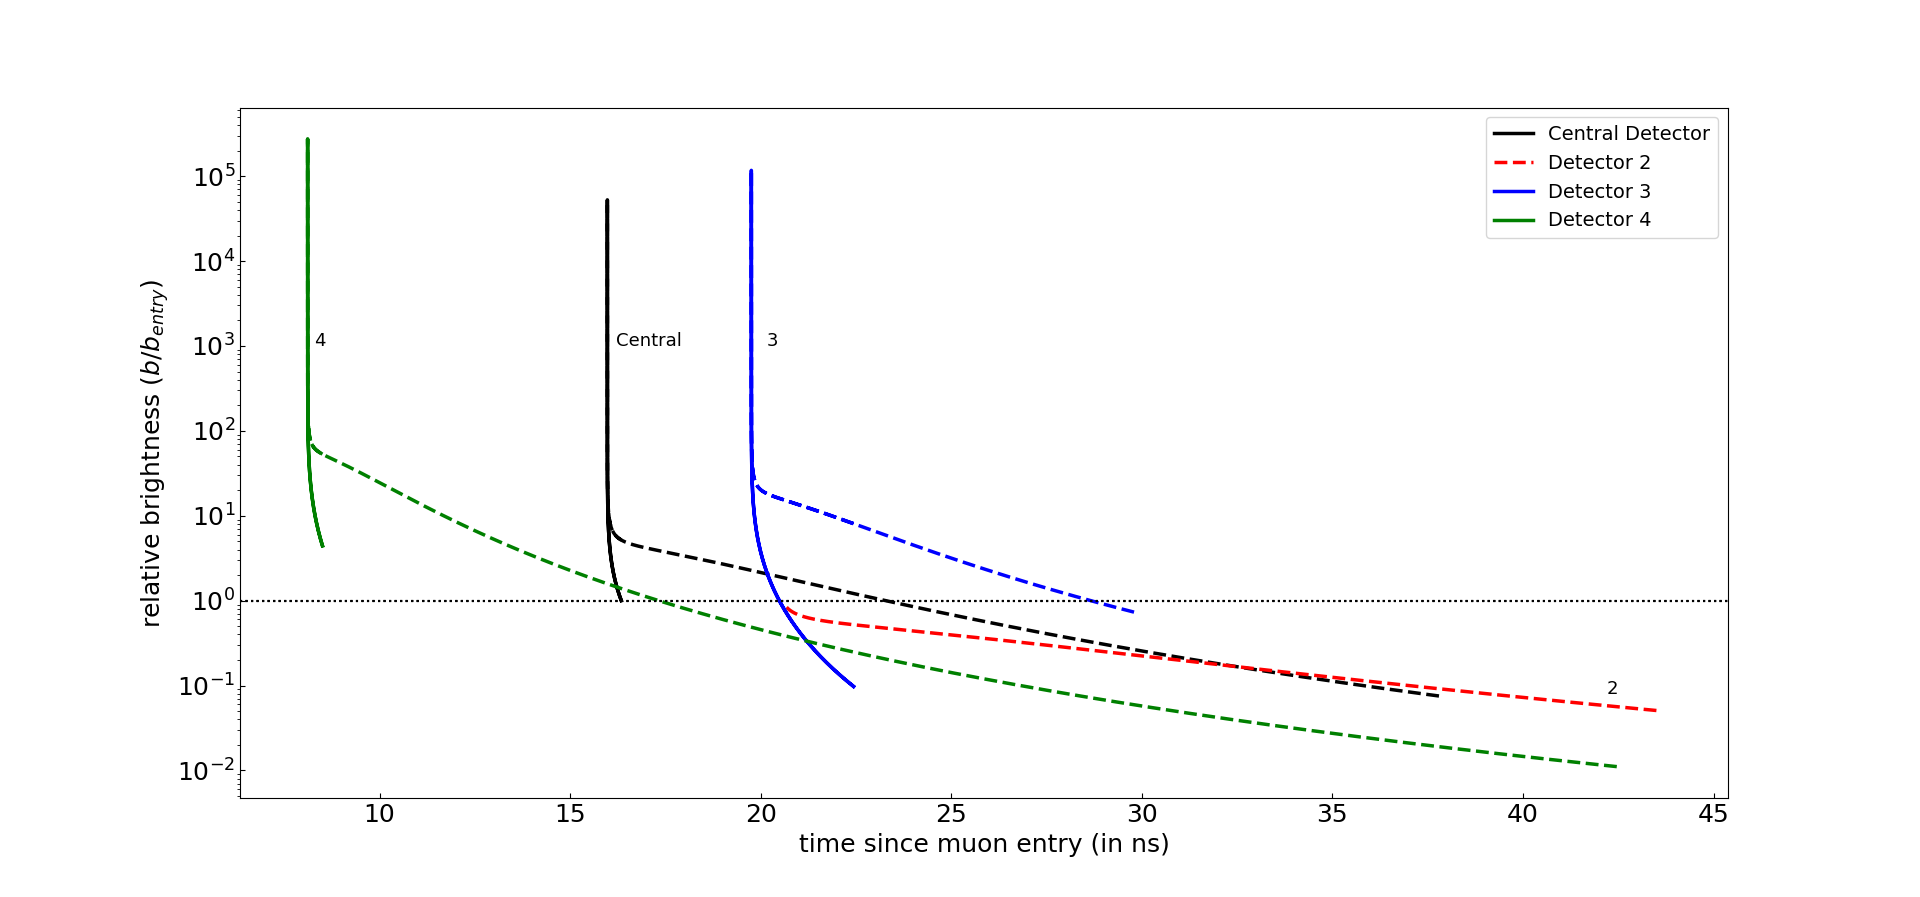 Central Detector
Detector 2
Detector 3
Detector 4
relative brightness (b/b_entry)
10^5
10^4
10^3
10^2
10^1
10^0
10^−1
10^−2
4
Central
3
2
10 15 20 25 30 35 40 45
time since muon entry (in ns)